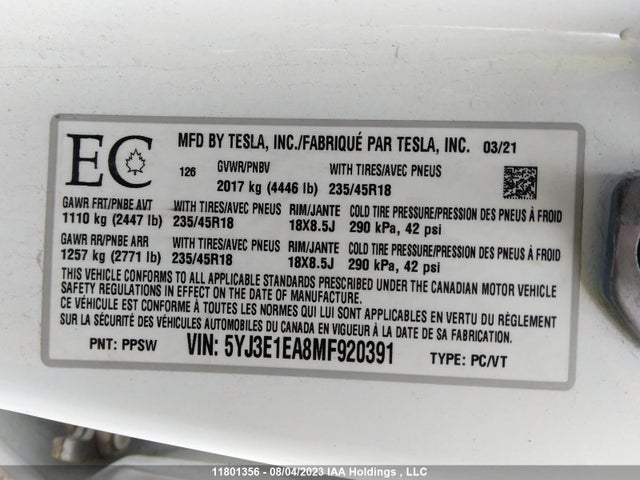 EC
MFD BY TESLA, INC./FABRIQUÉ PAR TESLA, INC. 03/21
126 GVWR/PNBV WITH TIRES/AVEC PNEUS
2017 kg (4446 lb) 235/45R18
GAWR FRT/PNBE AVT WITH TIRES/AVEC PNEUS RIM/JANTE COLD TIRE PRESSURE/PRESSION DES PNEUS À FROID
1110 kg (2447 lb) 235/45R18 18X8.5J 290 kPa, 42 psi
GAWR RR/PNBE ARR WITH TIRES/AVEC PNEUS RIM/JANTE COLD TIRE PRESSURE/PRESSION DES PNEUS À FROID
1257 kg (2771 lb) 235/45R18 18X8.5J 290 kPa, 42 psi
THIS VEHICLE CONFORMS TO ALL APPLICABLE STANDARDS PRESCRIBED UNDER THE CANADIAN MOTOR VEHICLE
SAFETY REGULATIONS IN EFFECT ON THE DATE OF MANUFACTURE.
CE VÉHICULE EST CONFORME À TOUTES LES NORMES QUI LUI SONT APPLICABLES EN VERTU DU RÈGLEMENT
SUR LA SÉCURITÉ DES VÉHICULES AUTOMOBILES DU CANADA EN VIGUEUR À LA DATE DE SA FABRICATION.
PNT: PPSW VIN: 5YJ3E1EA8MF920391 TYPE: PC/VT
11801356 - 08/04/2023 IAA Holdings , LLC